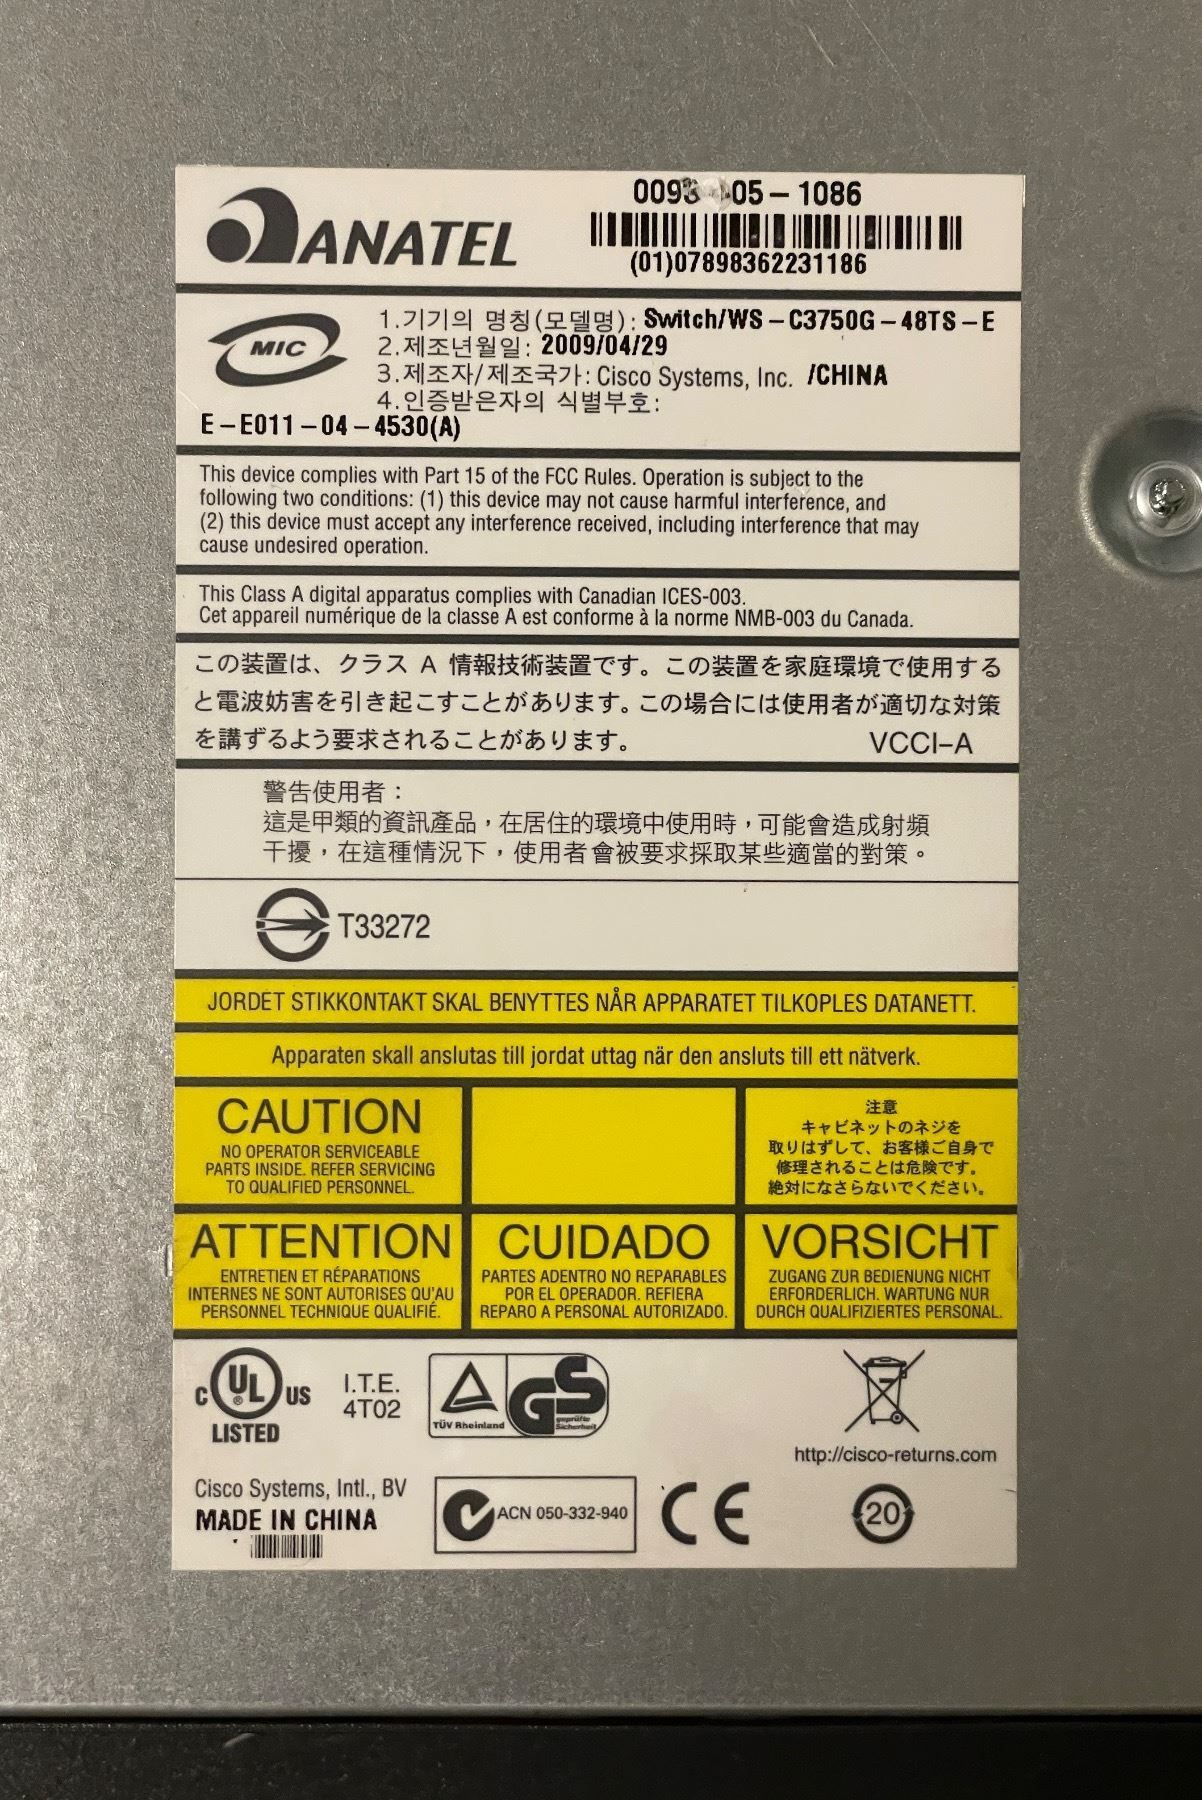 ANATEL
05-1086
(01)07898362231186
MIC
1.기기의 명칭(모델명): Switch/WS-C3750G-48TS-E
2.제조년월일: 2009/04/29
3.제조자/제조국가: Cisco Systems, Inc. /CHINA
4.인증받은자의 식별부호:
E-E011-04-4530(A)
This device complies with Part 15 of the FCC Rules. Operation is subject to the
following two conditions: (1) this device may not cause harmful interference, and
(2) this device must accept any interference received, including interference that may
cause undesired operation.
This Class A digital apparatus complies with Canadian ICES-003.
Cet appareil numérique de la classe A est conforme à la norme NMB-003 du Canada.
この装置は、クラス A 情報技術装置です。この装置を家庭環境で使用する
と電波妨害を引き起こすことがあります。この場合には使用者が適切な対策
を講ずるよう要求されることがあります。 VCCI-A
警告使用者：
這是甲類的資訊產品，在居住的環境中使用時，可能會造成射頻
干擾，在這種情況下，使用者會被要求採取某些適當的對策。
T33272
JORDET STIKKONTAKT SKAL BENYTTES NÅR APPARATET TILKOPLES DATANETT.
Apparaten skall anslutas till jordat uttag när den ansluts till ett nätverk.
CAUTION
NO OPERATOR SERVICEABLE
PARTS INSIDE. REFER SERVICING
TO QUALIFIED PERSONNEL.
注意
キャビネットのネジを
取りはずして、お客様ご自身で
修理されることは危険です。
絶対になさらないでください。
ATTENTION
ENTRETIEN ET RÉPARATIONS
INTERNES NE SONT AUTORISES QU'AU
PERSONNEL TECHNIQUE QUALIFIÉ.
CUIDADO
PARTES ADENTRO NO REPARABLES
POR EL OPERADOR. REFIERA
REPARO A PERSONAL AUTORIZADO.
VORSICHT
ZUGANG ZUR BEDIENUNG NICHT
ERFORDERLICH. WARTUNG NUR
DURCH QUALIFIZIERTES PERSONAL.
C UL ® US
LISTED
I.T.E.
4T02
TÜV Rheinland
GS
geprüfte
Sicherheit
http://cisco-returns.com
Cisco Systems, Intl., BV
MADE IN CHINA
ACN 050-332-940
CE
20